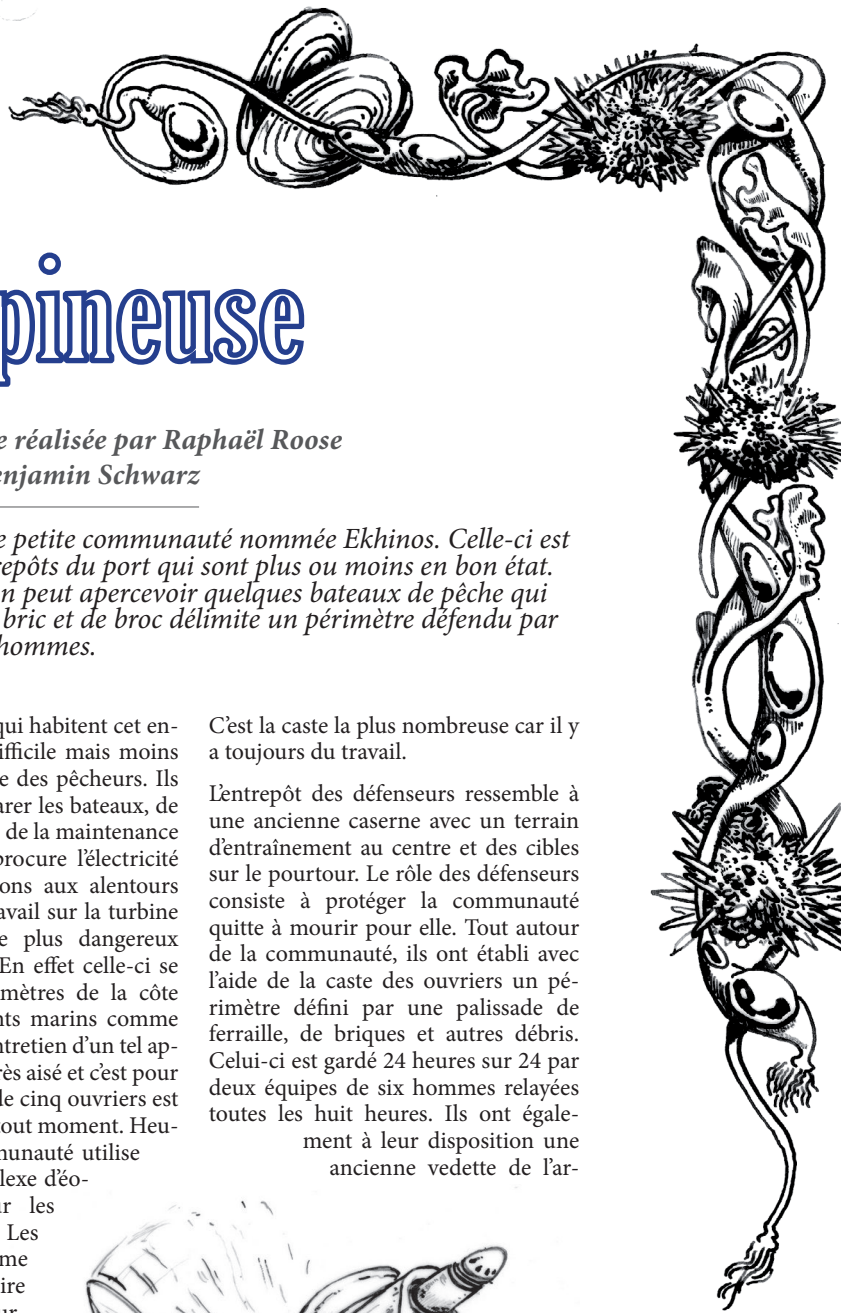 pineuse
e réalisée par Raphaël Roose
enjamin Schwarz
e petite communauté nommée Ekhinos. Celle-ci est
repôts du port qui sont plus ou moins en bon état.
n peut apercevoir quelques bateaux de pêche qui
bric et de broc délimite un périmètre défendu par
hommes.
qui habitent cet en-
ifficile mais moins
e des pêcheurs. Ils
arer les bateaux, de
de la maintenance
procure l’électricité
ons aux alentours
avail sur la turbine
e plus dangereux
En effet celle-ci se
mètres de la côte
nts marins comme
ntretien d’un tel ap-
rès aisé et c’est pour
le cinq ouvriers est
tout moment. Heu-
munauté utilise
lexe d’éo-
ur les
Les
me
ire
ur
C’est la caste la plus nombreuse car il y
a toujours du travail.
L’entrepôt des défenseurs ressemble à
une ancienne caserne avec un terrain
d’entraînement au centre et des cibles
sur le pourtour. Le rôle des défenseurs
consiste à protéger la communauté
quitte à mourir pour elle. Tout autour
de la communauté, ils ont établi avec
l’aide de la caste des ouvriers un pé-
rimètre défini par une palissade de
ferraille, de briques et autres débris.
Celui-ci est gardé 24 heures sur 24 par
deux équipes de six hommes relayées
toutes les huit heures. Ils ont égale-
ment à leur disposition une
ancienne vedette de l’ar-